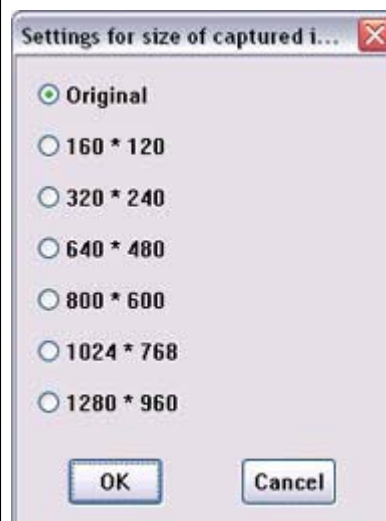 Settings for size of captured i...
Original
160 * 120
320 * 240
640 * 480
800 * 600
1024 * 768
1280 * 960
OK
Cancel